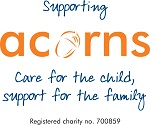 Supporting
acorns
Care for the child,
support for the family
Registered charity no. 700859